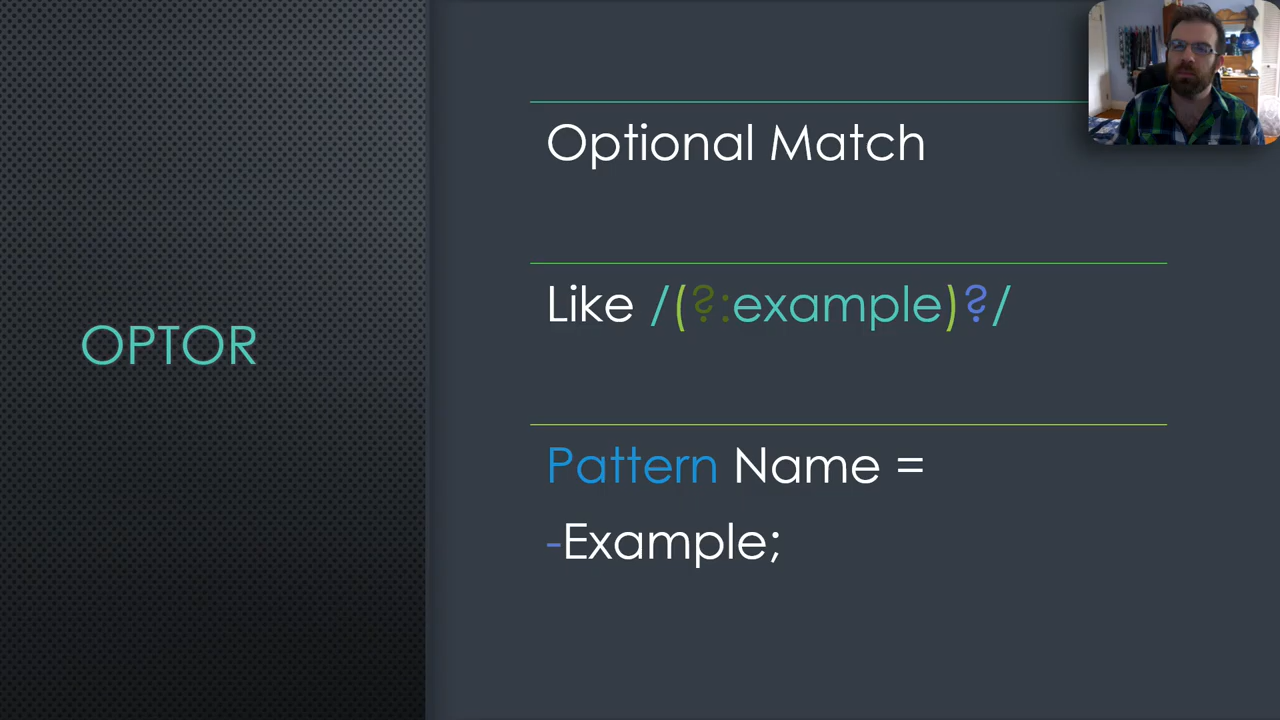 OPTOR
Optional Match
Like /(?:example)?/
Pattern Name =
-Example;